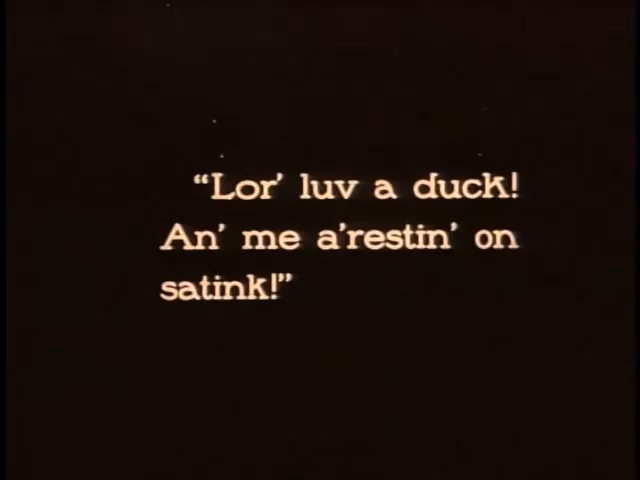 “Lor’ luv a duck!
An’ me a’restin’ on
satink!”